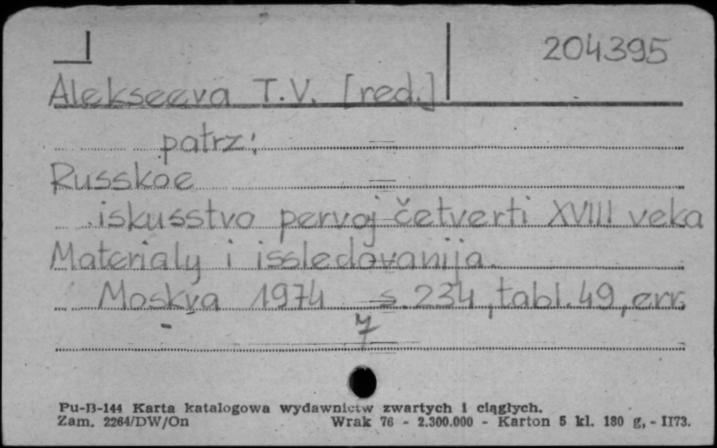 204395
Alekseeva T.V. [red.]
patrz:
Russkoe
iskusstvo pervoj četverti XVIII veka
Materialy i issledovanija.
Moskva 1974 s. 234, tabl. 49, err.
7
Pu-B-144 Karta katalogowa wydawnictw zwartych i ciągłych.
Zam. 2264/DW/On Wrak 76 - 2.300.000 - Karton 5 kl. 180 g, - II73.